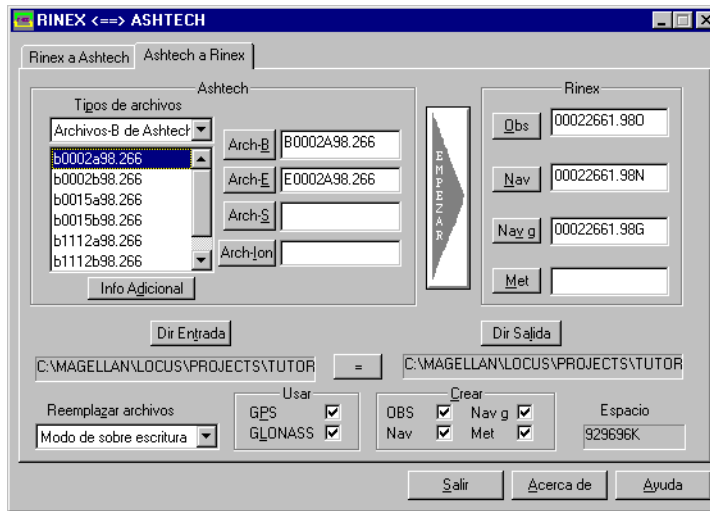 RINEX <==> ASHTECH
Rinex a Ashtech
Ashtech a Rinex
Ashtech
Tipos de archivos
Archivos-B de Ashtech
b0002a98.266
b0002b98.266
b0015a98.266
b0015b98.266
b1112a98.266
b1112b98.266
Info Adicional
Arch-B B0002A98.266
Arch-E E0002A98.266
Arch-S
Arch-Ion
EMPEZAR
Rinex
Obs 00022661.98O
Nav 00022661.98N
Nav g 00022661.98G
Met
Dir Entrada
Dir Salida
C:\MAGELLAN\LOCUS\PROJECTS\TUTOR
=
C:\MAGELLAN\LOCUS\PROJECTS\TUTOR
Reemplazar archivos
Modo de sobre escritura
Usar
GPS
GLONASS
Crear
OBS
Nav g
Nav
Met
Espacio
929696K
Salir
Acerca de
Ayuda